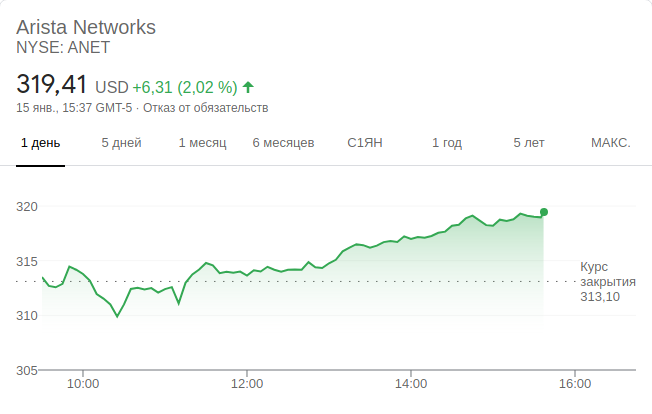 Arista Networks
NYSE: ANET
319,41 USD +6,31 (2,02 %)
15 янв., 15:37 GMT-5 · Отказ от обязательств
1 день 5 дней 1 месяц 6 месяцев С1ЯН 1 год 5 лет МАКС.
320
315
Курс
закрытия
313,10
310
305
10:00 12:00 14:00 16:00